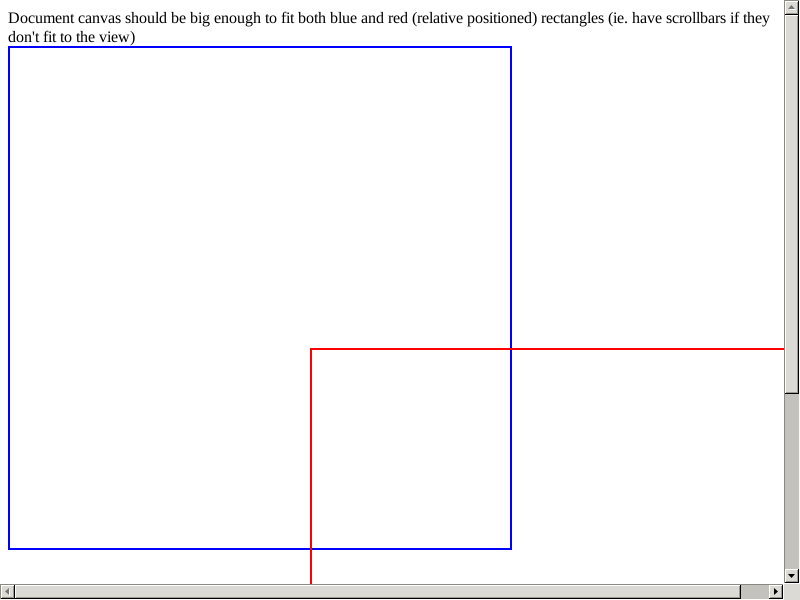 Document canvas should be big enough to fit both blue and red (relative positioned) rectangles (ie. have scrollbars if they
don't fit to the view)